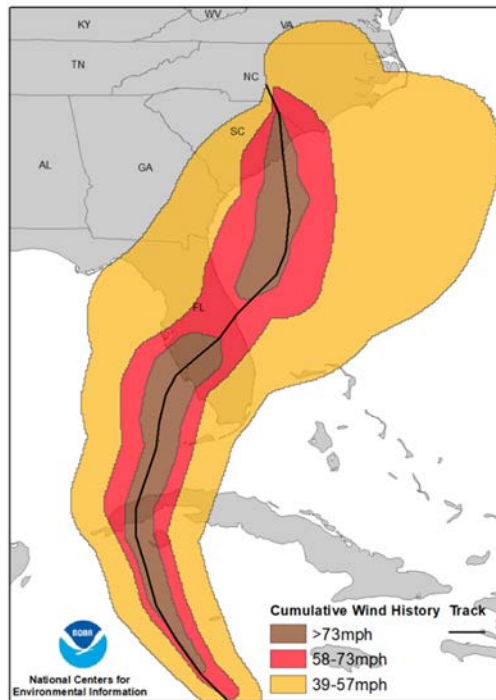 KY
WV
VA
TN
NC
SC
AL
GA
FL
NOAA
National Centers for
Environmental Information
Cumulative Wind History Track
>73mph
58-73mph
39-57mph